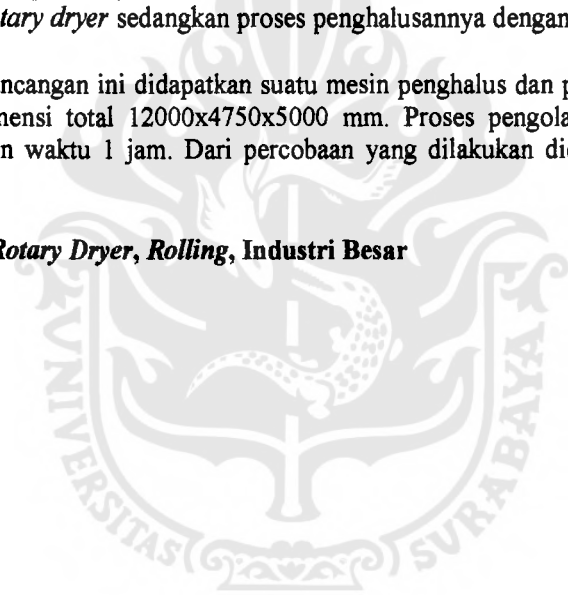 tary dryer sedangkan proses penghalusannya dengan
ncangan ini didapatkan suatu mesin penghalus dan p
nensi total 12000x4750x5000 mm. Proses pengola
n waktu 1 jam. Dari percobaan yang dilakukan di
Rotary Dryer, Rolling, Industri Besar
UNIVERSITAS SURABAYA